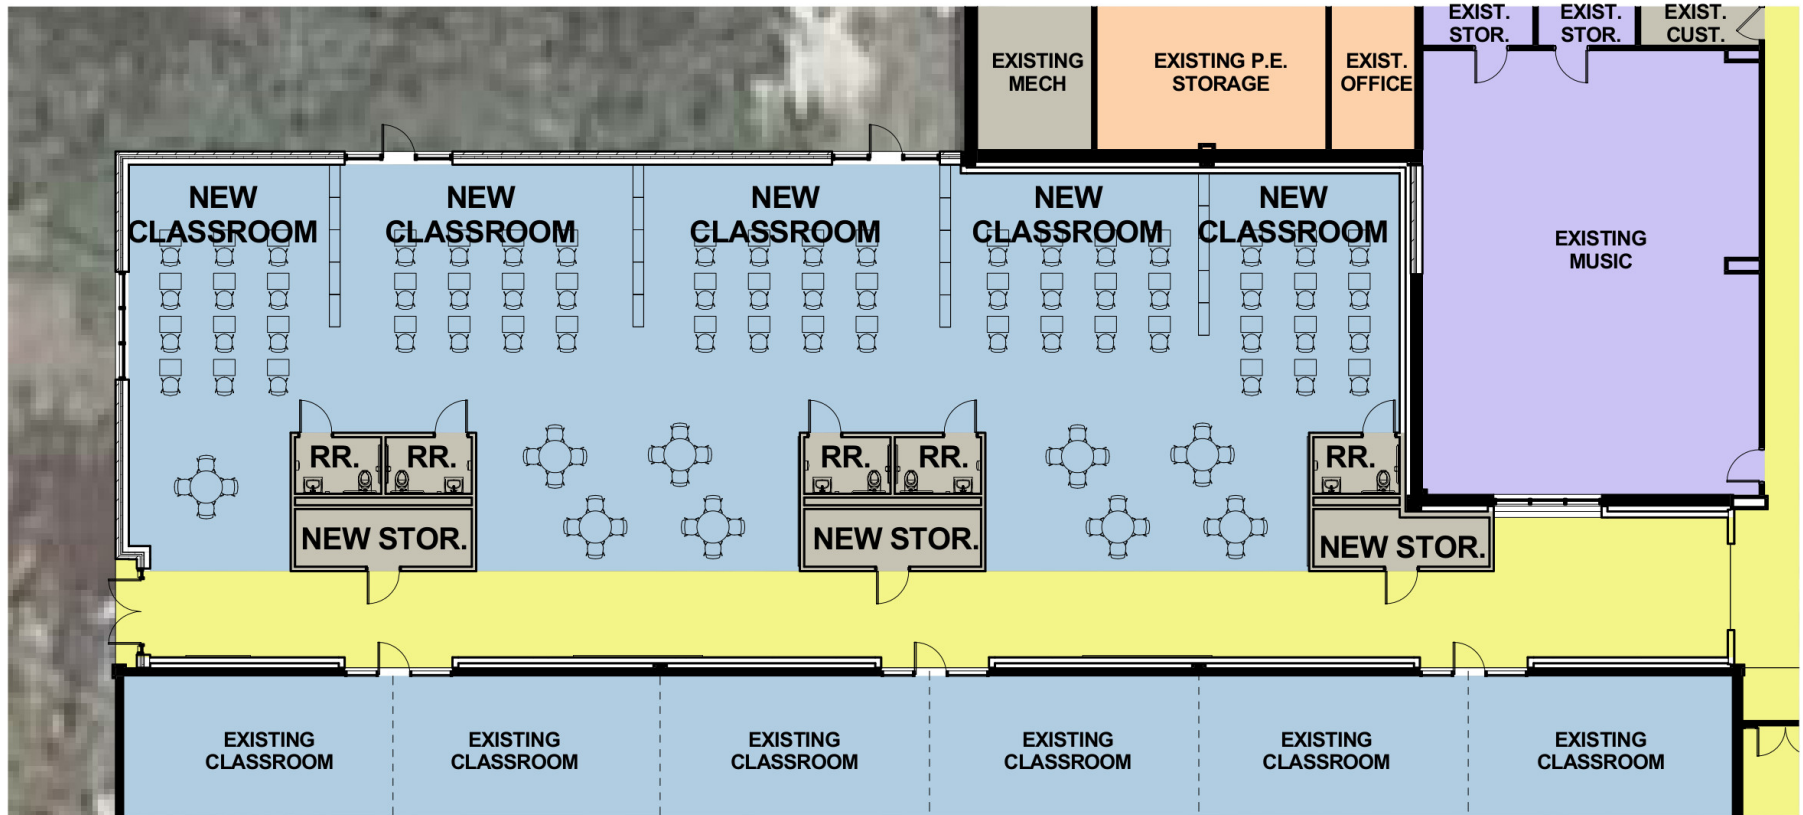 EXIST.
STOR.
EXIST.
STOR.
EXIST.
CUST.
EXISTING
MECH
EXISTING P.E.
STORAGE
EXIST.
OFFICE
NEW
CLASSROOM
NEW
CLASSROOM
NEW
CLASSROOM
NEW
CLASSROOM
NEW
CLASSROOM
EXISTING
MUSIC
RR.
RR.
RR.
RR.
RR.
NEW STOR.
NEW STOR.
NEW STOR.
EXISTING
CLASSROOM
EXISTING
CLASSROOM
EXISTING
CLASSROOM
EXISTING
CLASSROOM
EXISTING
CLASSROOM
EXISTING
CLASSROOM